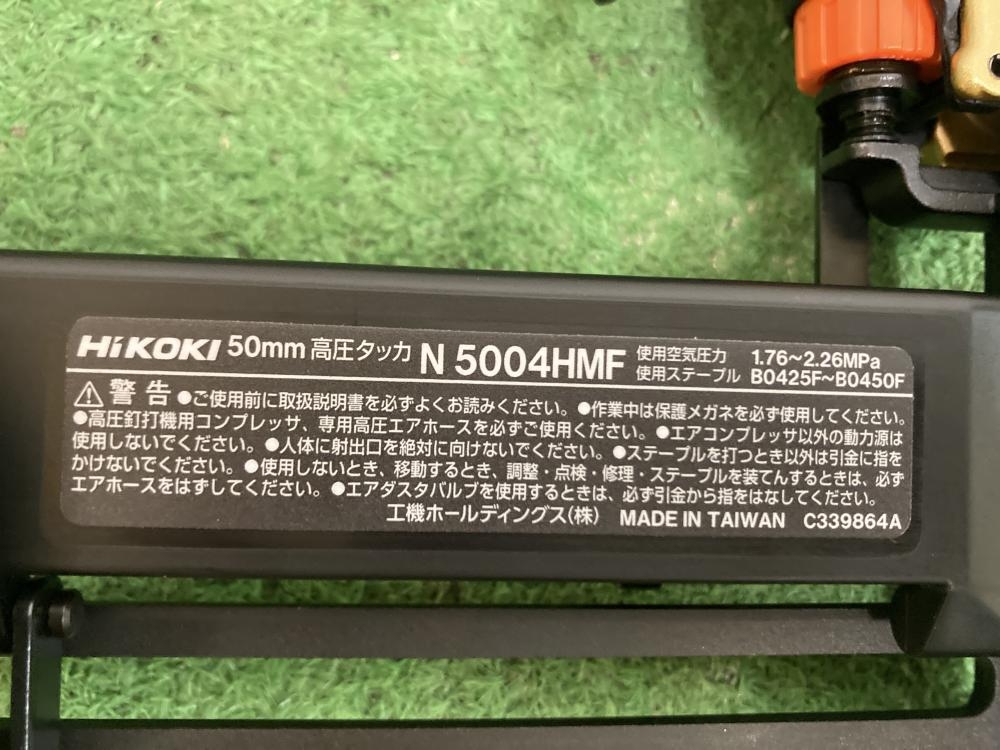 HiKOKI 50mm 高圧タッカ N 5004HMF 使用空気圧力 1.76～2.26MPa
使用ステープル BO425F～BO450F
⚠警告 ●ご使用前に取扱説明書を必ずよくお読みください。●作業中は保護メガネを必ず使用してください。
●高圧釘打機用コンプレッサ、専用高圧エアホースを必ずご使用ください。●エアコンプレッサ以外の動力源は
使用しないでください。●人体に射出口を絶対に向けないでください。●ステープルを打つとき以外は引金に指を
かけないでください。●使用しないとき、移動するとき、調整・点検・修理・ステープルを装てんするときは、必ず
エアホースをはずしてください。●エアダスタバルブを使用するときは、必ず引金から指をはなしてください。
工機ホールディングス(株) MADE IN TAIWAN C339864A